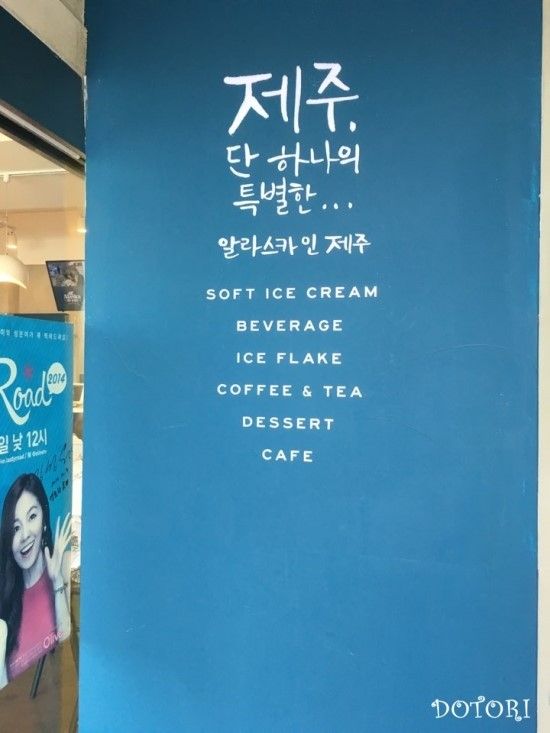 제주,
단 하나의
특별한...
알라스카 인 제주
SOFT ICE CREAM
BEVERAGE
ICE FLAKE
COFFEE & TEA
DESSERT
CAFE
Road
2014
일 낮 12시
Olive
DOTORI